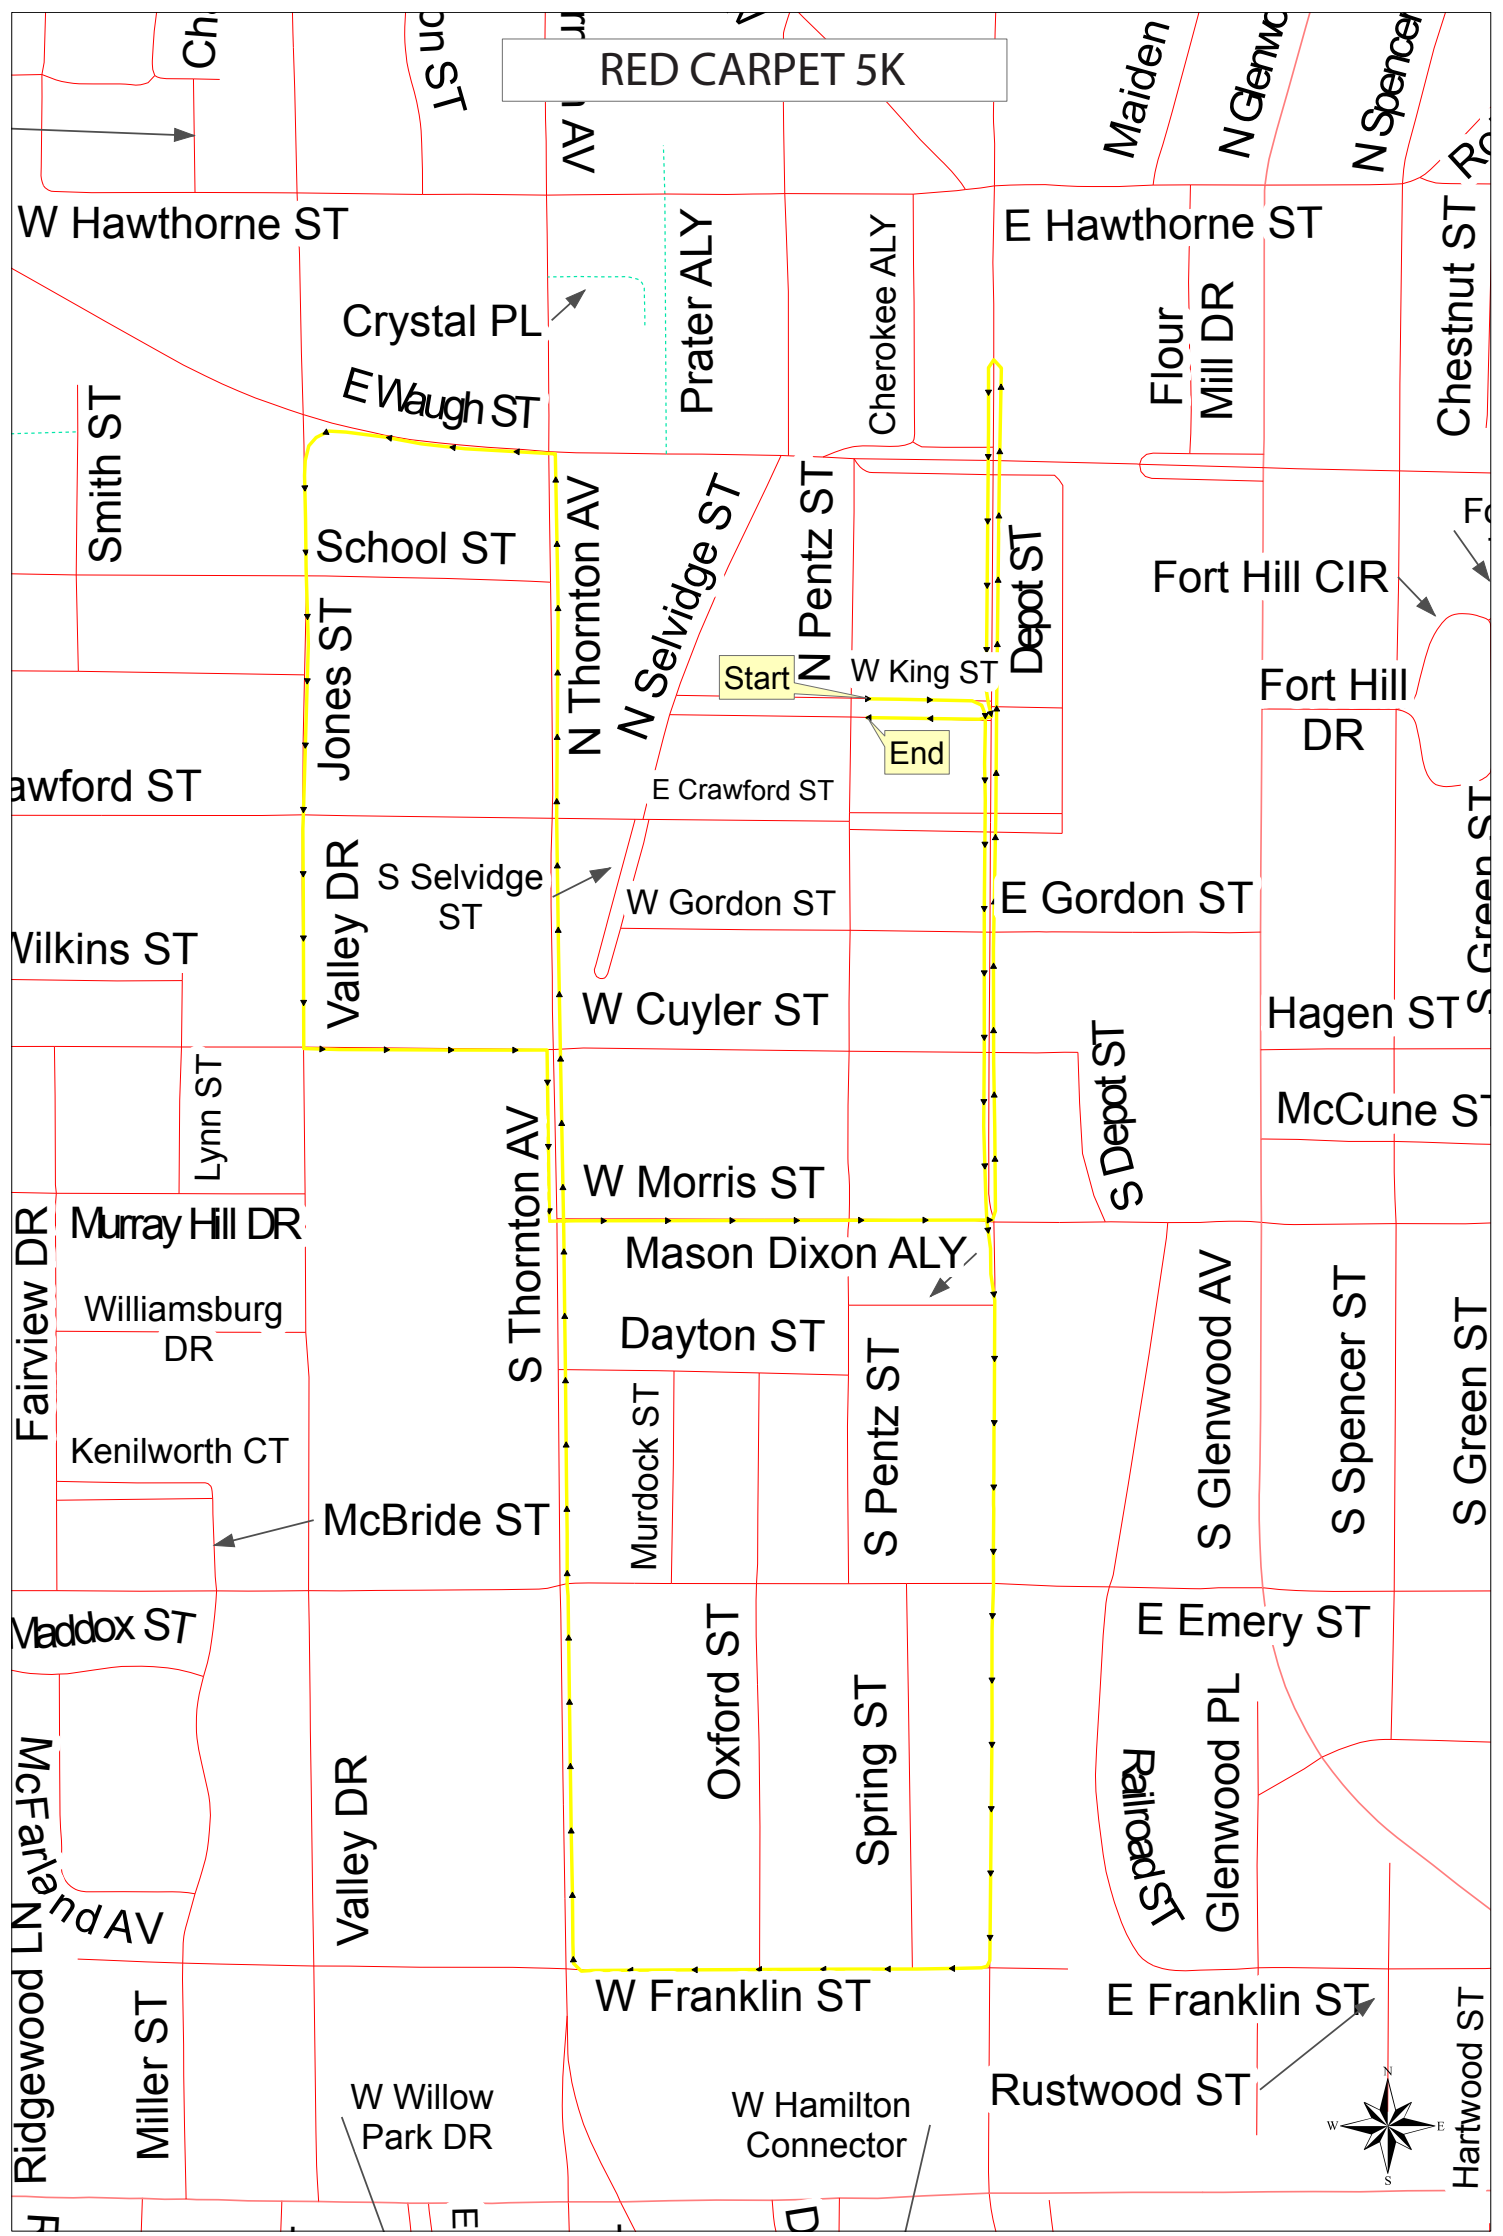 RED CARPET 5K
Maiden
N Spencer
W Hawthorne ST
E Hawthorne ST
Prater ALY
Cherokee ALY
Chestnut ST
Crystal PL
Flour
Mill DR
E Waugh ST
Smith ST
School ST
N Thornton AV
N Selvidge ST
N Pentz ST
Depot ST
Fort Hill CIR
Jones ST
Start
W King ST
Fort Hill
DR
End
awford ST
E Crawford ST
S Green ST
Valley DR
S Selvidge
ST
W Gordon ST
E Gordon ST
Wilkins ST
W Cuyler ST
Hagen ST
Lynn ST
S Depot ST
McCune ST
S Thornton AV
W Morris ST
Murray Hill DR
Fairview DR
Mason Dixon ALY
Williamsburg
DR
Dayton ST
S Glenwood AV
S Spencer ST
S Green ST
Murdock ST
S Pentz ST
Kenilworth CT
McBride ST
Maddox ST
E Emery ST
Oxford ST
Spring ST
Glenwood PL
Railroad ST
McFarland AV
Valley DR
Ridgewood LN
W Franklin ST
E Franklin ST
Miller ST
Hartwood ST
Rustwood ST
W Willow
Park DR
W Hamilton
Connector
N
W
E
S